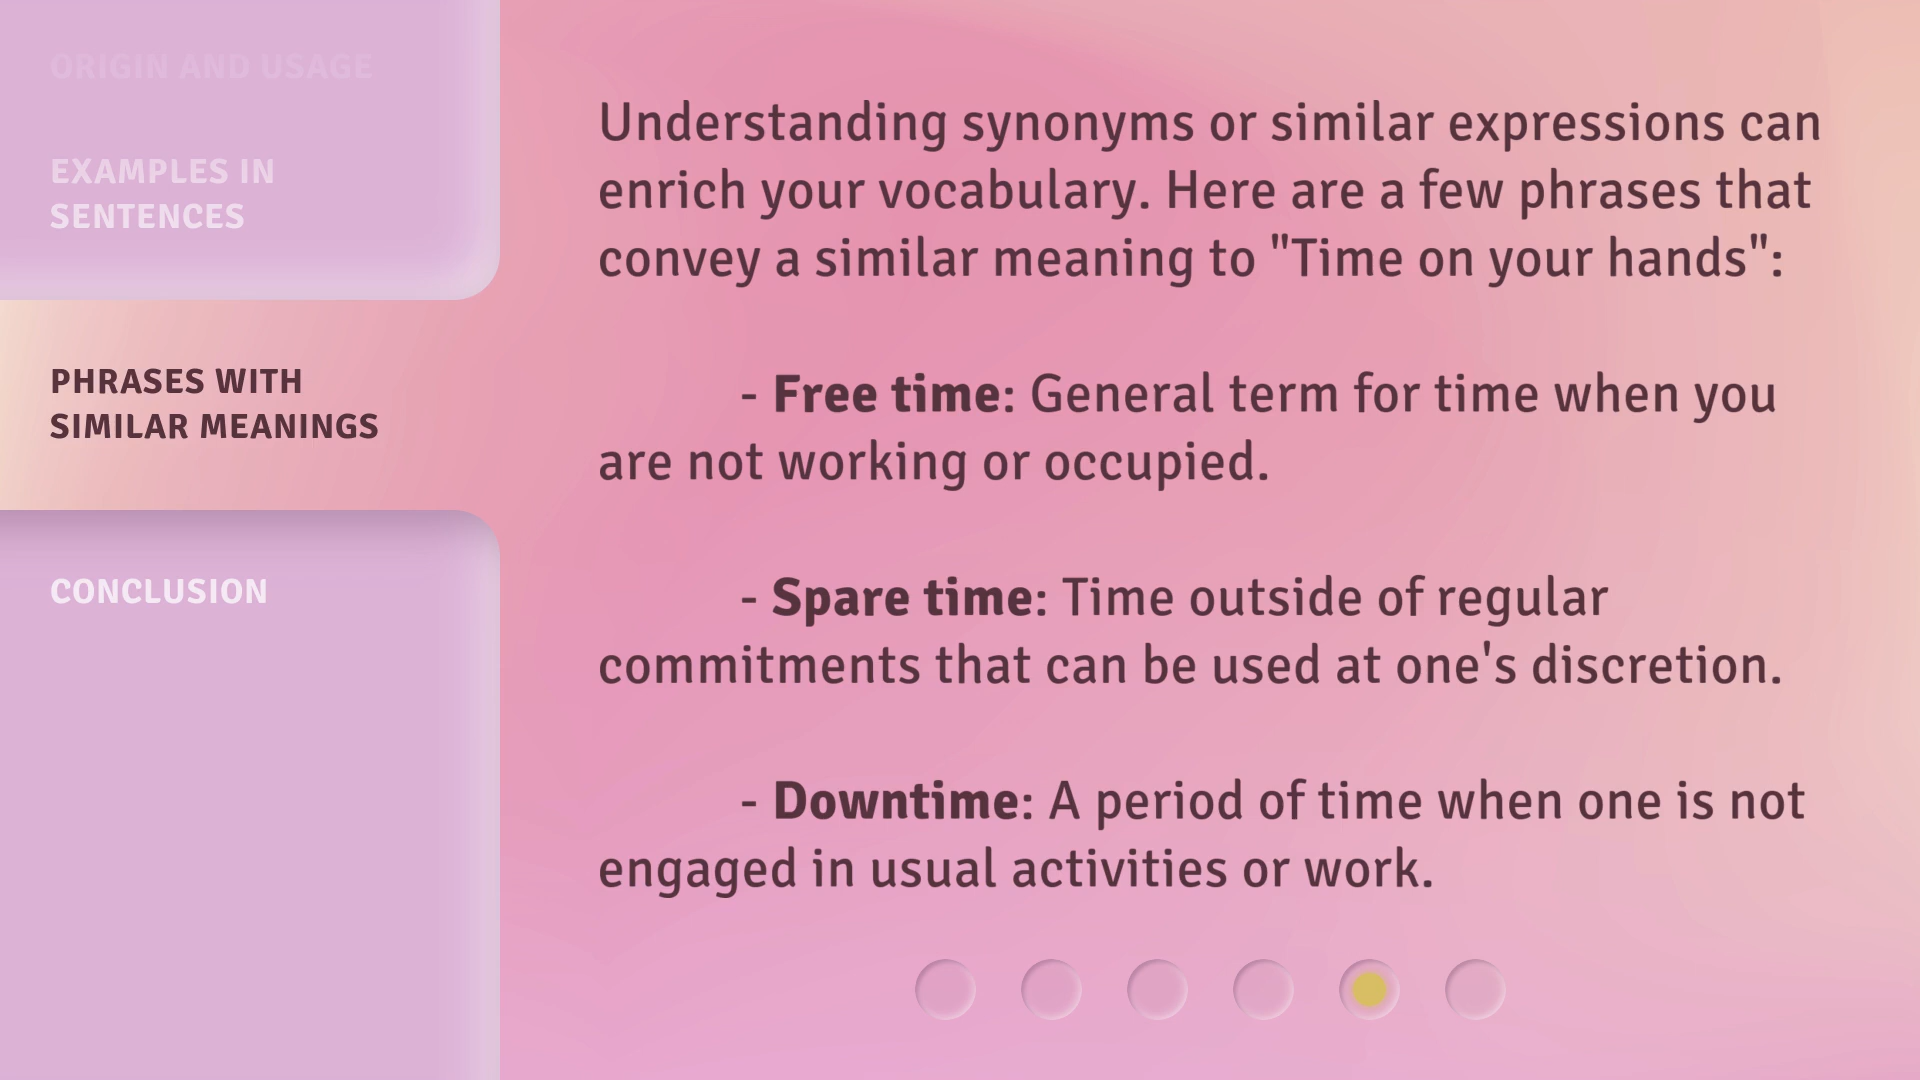 ORIGIN AND USAGE
EXAMPLES IN
SENTENCES
PHRASES WITH
SIMILAR MEANINGS
CONCLUSION
Understanding synonyms or similar expressions can
enrich your vocabulary. Here are a few phrases that
convey a similar meaning to "Time on your hands":
- Free time: General term for time when you
are not working or occupied.
- Spare time: Time outside of regular
commitments that can be used at one's discretion.
- Downtime: A period of time when one is not
engaged in usual activities or work.